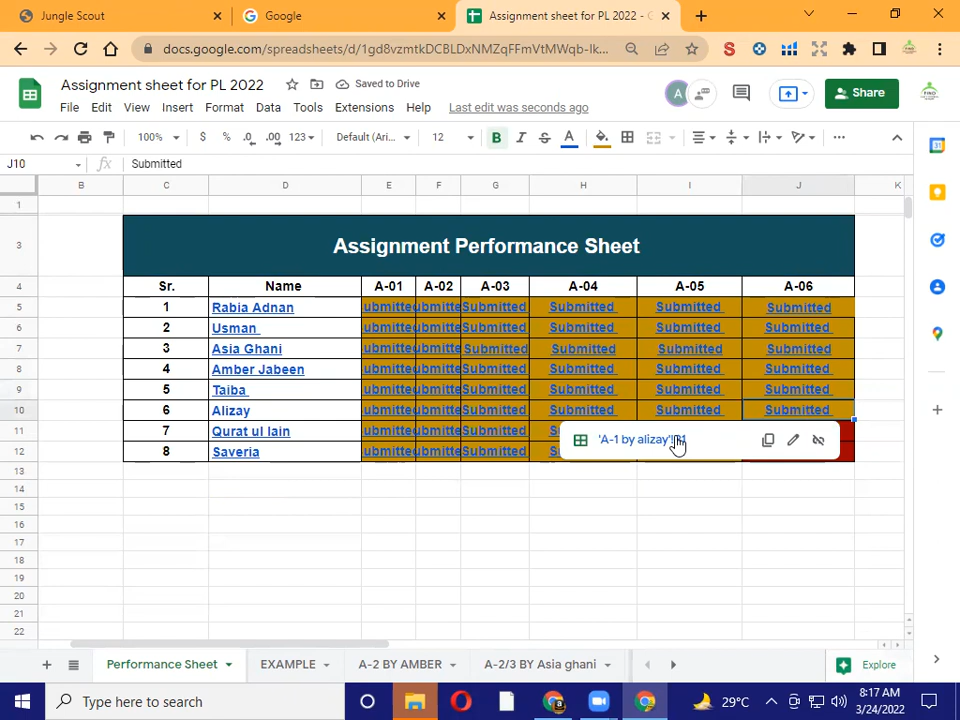 Jungle Scout
Google
Assignment sheet for PL 2022 - G
docs.google.com/spreadsheets/d/1gd8vzmtkDCBLDxNMZqFFmVtMWqb-lk...
Assignment sheet for PL 2022
Saved to Drive
File Edit View Insert Format Data Tools Extensions Help Last edit was seconds ago
A
Share
100% $ % .0 .00 123 Default (Ari... 12 B I S A
J10 fx Submitted
B C D E F G H I J K
1
3 Assignment Performance Sheet
4 Sr. Name A-01 A-02 A-03 A-04 A-05 A-06
5 1 Rabia Adnan ubmitte ubmitte Submitted Submitted Submitted Submitted
6 2 Usman ubmitte ubmitte Submitted Submitted Submitted Submitted
7 3 Asia Ghani ubmitte ubmitte Submitted Submitted Submitted Submitted
8 4 Amber Jabeen ubmitte ubmitte Submitted Submitted Submitted Submitted
9 5 Taiba ubmitte ubmitte Submitted Submitted Submitted Submitted
10 6 Alizay ubmitte ubmitte Submitted Submitted Submitted Submitted
11 7 Qurat ul lain ubmitte ubmitte Submitted S
'A-1 by alizay'
12 8 Saveria ubmitte ubmitte Submitted S
13
14
15
16
17
18
19
20
21
22
Performance Sheet EXAMPLE A-2 BY AMBER A-2/3 BY Asia ghani Explore
Type here to search
29°C
8:17 AM
3/24/2022